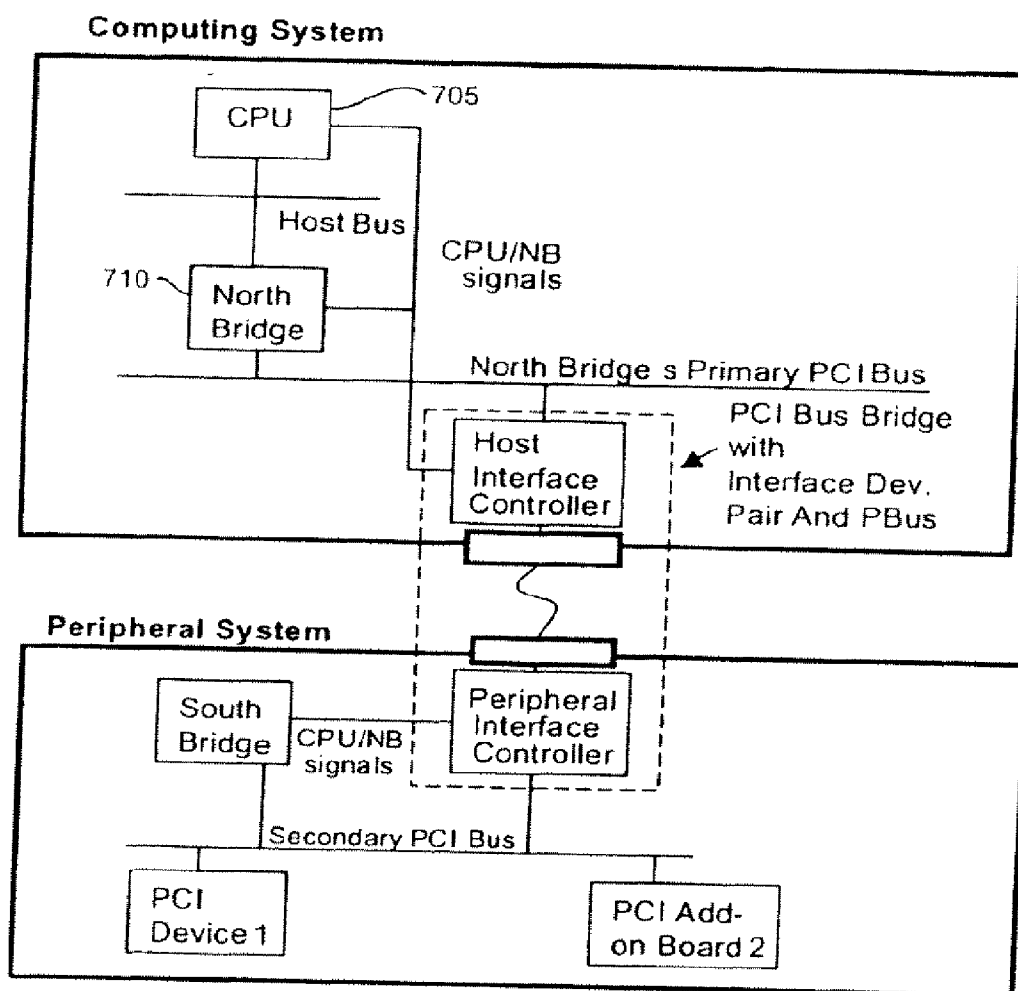 Computing System
CPU
705
Host Bus
CPU/NB
signals
710
North
Bridge
North Bridge s Primary PCI Bus
Host
Interface
Controller
PCI Bus Bridge
with
Interface Dev.
Pair And PBus
Peripheral System
South
Bridge
CPU/NB
signals
Peripheral
Interface
Controller
Secondary PCI Bus
PCI
Device 1
PCI Add-
on Board 2